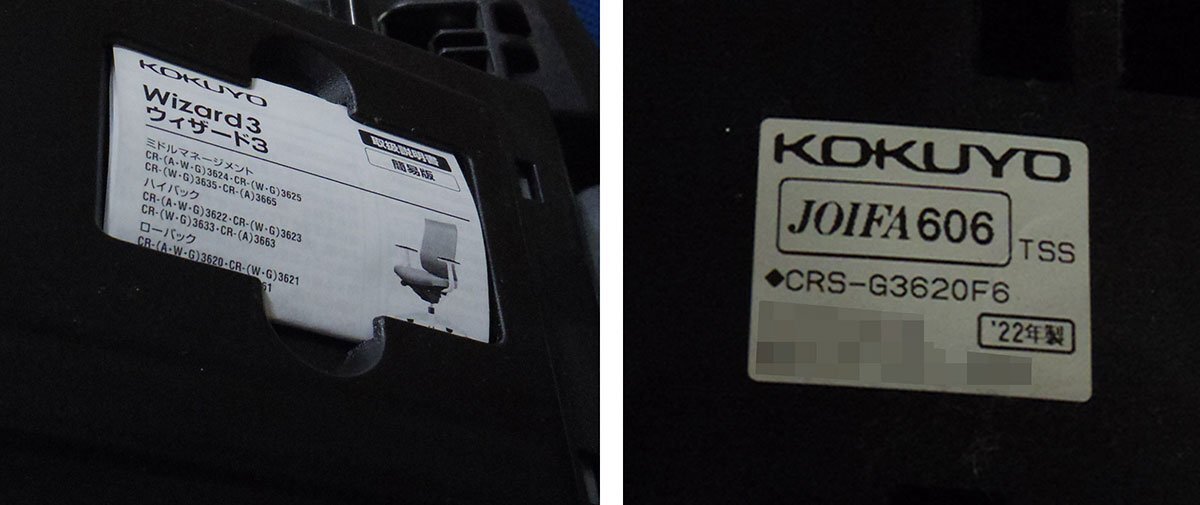 KOKUYO
Wizard3
ウィザード3
取扱説明書
簡易版
ミドルマネージメント
CR-(A・W・G)3624・CR-(W・G)3625
CR-(W・G)3635・CR-(A)3665
ハイバック
CR-(A・W・G)3622・CR-(W・G)3623
CR-(W・G)3633・CR-(A)3663
ローバック
CR-(A・W・G)3620・CR-(W・G)3621
KOKUYO
JOIFA606
TSS
◆CRS-G3620F6
'22年製